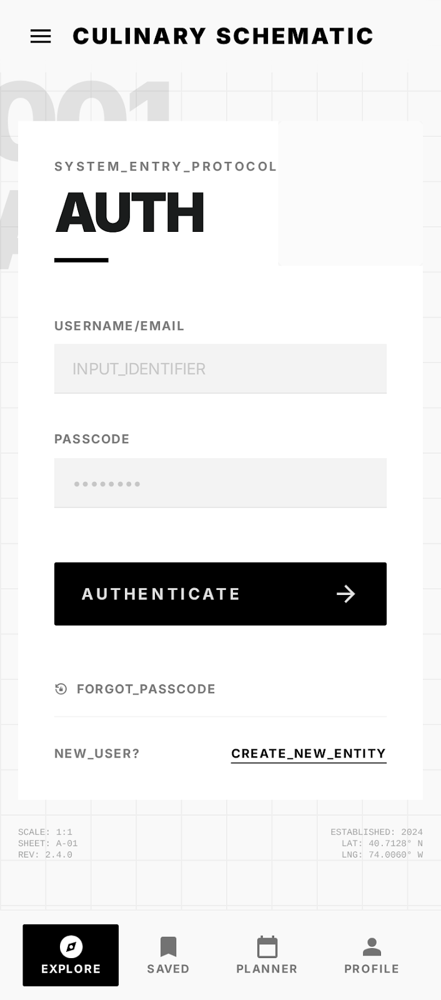 CULINARY SCHEMATIC
001
A
SYSTEM_ENTRY_PROTOCOL
AUTH
USERNAME/EMAIL
INPUT_IDENTIFIER
PASSCODE
••••••••
AUTHENTICATE
FORGOT_PASSCODE
NEW_USER? CREATE_NEW_ENTITY
SCALE: 1:1
SHEET: A-01
REV: 2.4.0
ESTABLISHED: 2024
LAT: 40.7128° N
LNG: 74.0060° W
EXPLORE SAVED PLANNER PROFILE